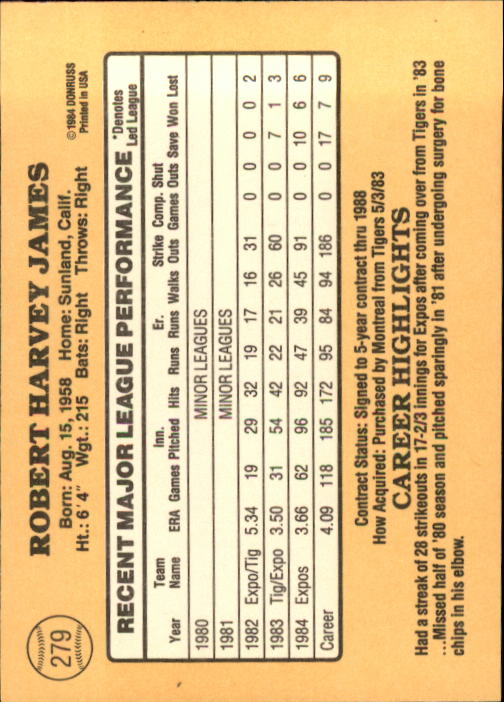 279
ROBERT HARVEY JAMES
Born: Aug. 15, 1958 Home: Sunland, Calif.
Ht.: 6'4" Wgt.: 215 Bats: Right Throws: Right
©1984 DONRUSS
Printed in USA
RECENT MAJOR LEAGUE PERFORMANCE *Denotes Led League
Year Team Name ERA Games Inn. Pitched Hits Runs Er. Runs Walks Strike Outs Comp. Games Shut Outs Save Won Lost
1980 MINOR LEAGUES
1981 MINOR LEAGUES
1982 Expo/Tig 5.34 19 29 32 19 17 16 31 0 0 0 0 2
1983 Tig/Expo 3.50 31 54 42 22 21 26 60 0 0 7 1 3
1984 Expos 3.66 62 96 92 47 39 45 91 0 0 10 6 6
Career 4.09 118 185 172 95 84 94 186 0 0 17 7 9
Contract Status: Signed to 5-year contract thru 1988
How Acquired: Purchased by Montreal from Tigers 5/3/83
CAREER HIGHLIGHTS
Had a streak of 28 strikeouts in 17-2/3 innings for Expos after coming over from Tigers in '83
...Missed half of '80 season and pitched sparingly in '81 after undergoing surgery for bone
chips in his elbow.